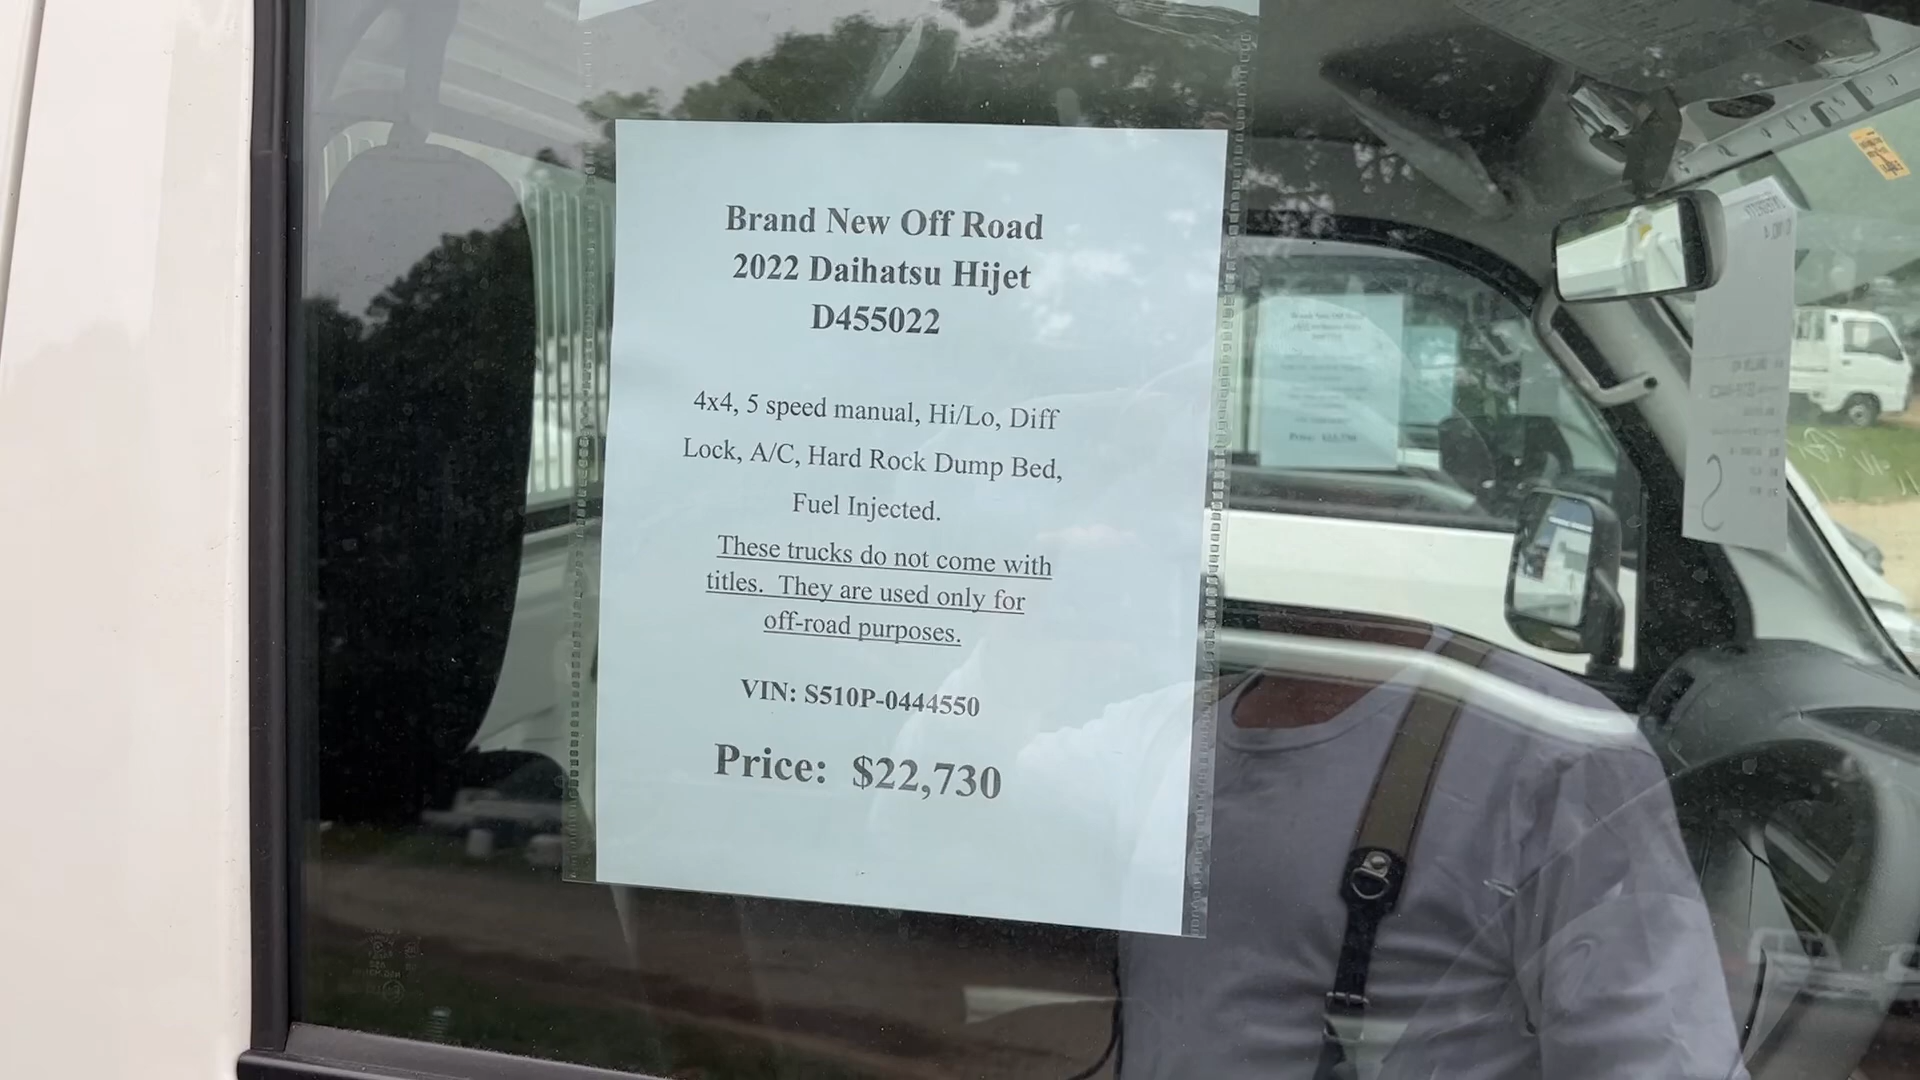 Brand New Off Road
2022 Daihatsu Hijet
D455022
4x4, 5 speed manual, Hi/Lo, Diff
Lock, A/C, Hard Rock Dump Bed,
Fuel Injected.
These trucks do not come with
titles.  They are used only for
off-road purposes.
VIN: S510P-0444550
Price:  $22,730